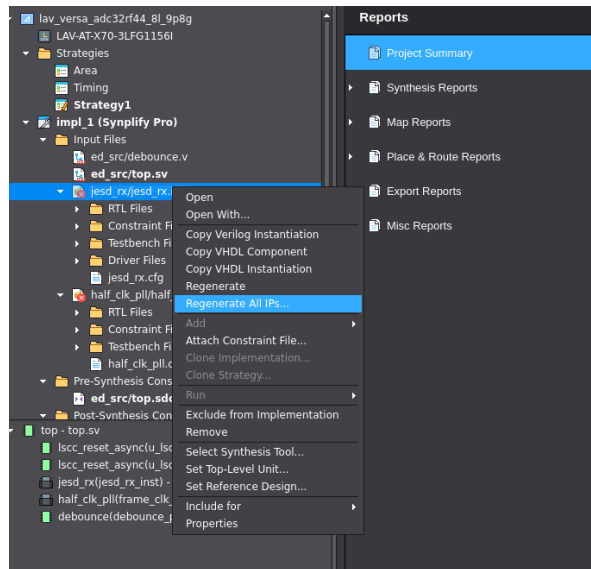 lav_versa_adc32rf44_8l_9p8g
LAV-AT-X70-3LFG1156I
Strategies
Area
Timing
Strategy1
impl_1 (Synplify Pro)
Input Files
ed_src/debounce.v
ed_src/top.sv
jesd_rx/jesd_rx.
RTL Files
Constraint Fi
Testbench Fi
Driver Files
jesd_rx.cfg
half_clk_pll/half_
RTL Files
Constraint Fi
Testbench Fi
half_clk_pll.c
Pre-Synthesis Cons
ed_src/top.sdc
Post-Synthesis Con
top - top.sv
lscc_reset_async(u_lsc
lscc_reset_async(u_lsc
jesd_rx(jesd_rx_inst) -
half_clk_pll(frame_clk_
debounce(debounce_p
Open
Open With...
Copy Verilog Instantiation
Copy VHDL Component
Copy VHDL Instantiation
Regenerate
Regenerate All IPs...
Add
Attach Constraint File...
Clone Implementation...
Clone Strategy...
Run
Exclude from Implementation
Remove
Select Synthesis Tool...
Set Top-Level Unit...
Set Reference Design...
Include for
Properties
Reports
Project Summary
Synthesis Reports
Map Reports
Place & Route Reports
Export Reports
Misc Reports